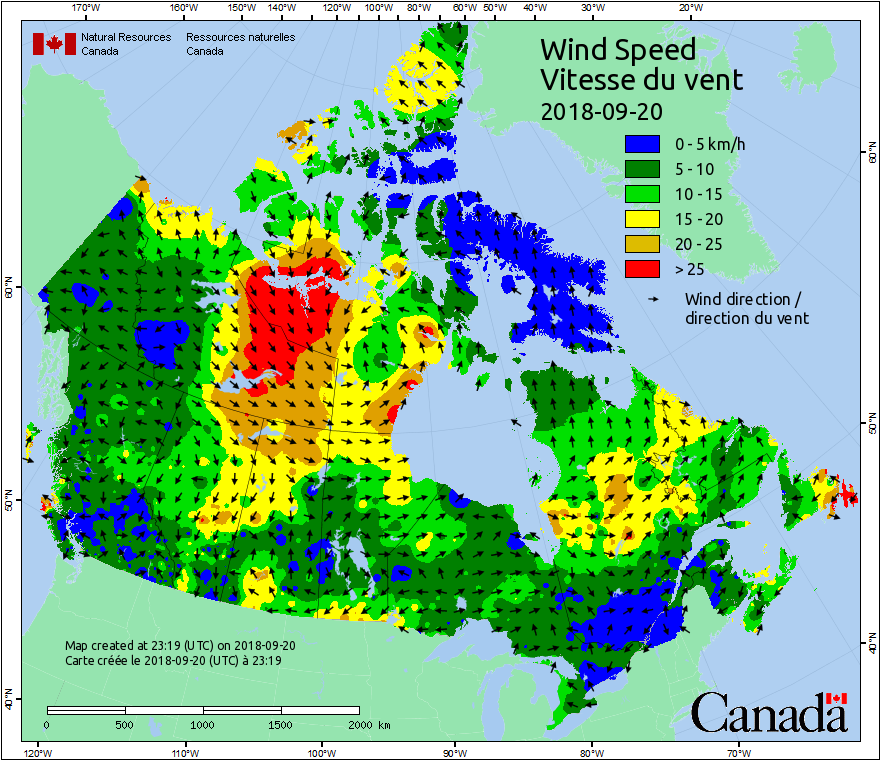 170°W 160°W 150°W 140°W 120°W 100°W 80°W 60°W 50°W 40°W 30°W 20°W
Natural Resources Canada
Ressources naturelles Canada
Wind Speed
Vitesse du vent
2018-09-20
0 - 5 km/h
5 - 10
10 - 15
15 - 20
20 - 25
> 25
Wind direction /
direction du vent
60°N
50°N
40°N
60°N
50°N
40°N
Map created at 23:19 (UTC) on 2018-09-20
Carte créée le 2018-09-20 (UTC) à 23:19
0 500 1000 1500 2000 km
Canada
120°W 110°W 100°W 90°W 80°W 70°W